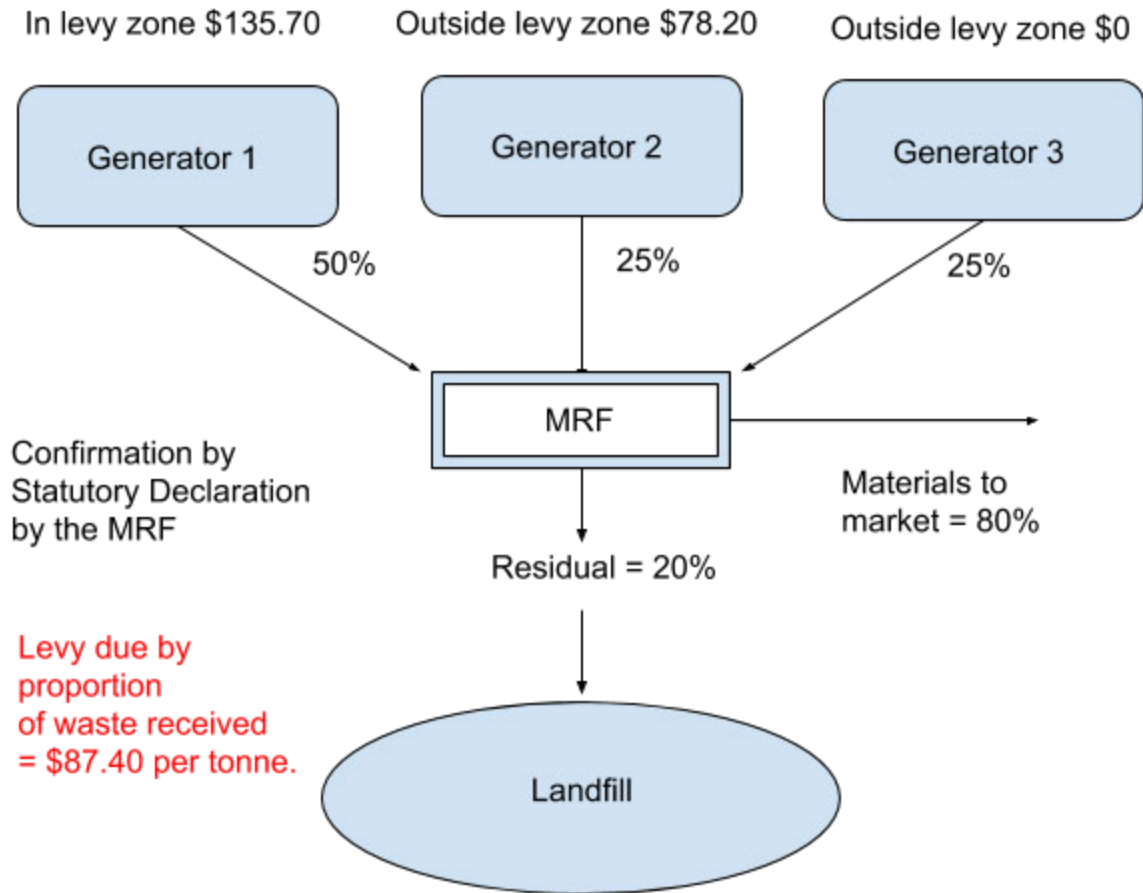 In levy zone $135.70
Outside levy zone $78.20
Outside levy zone $0
Generator 1
Generator 2
Generator 3
50%
25%
25%
MRF
Confirmation by
Statutory Declaration
by the MRF
Materials to
market = 80%
Residual = 20%
Levy due by
proportion
of waste received
= $87.40 per tonne.
Landfill